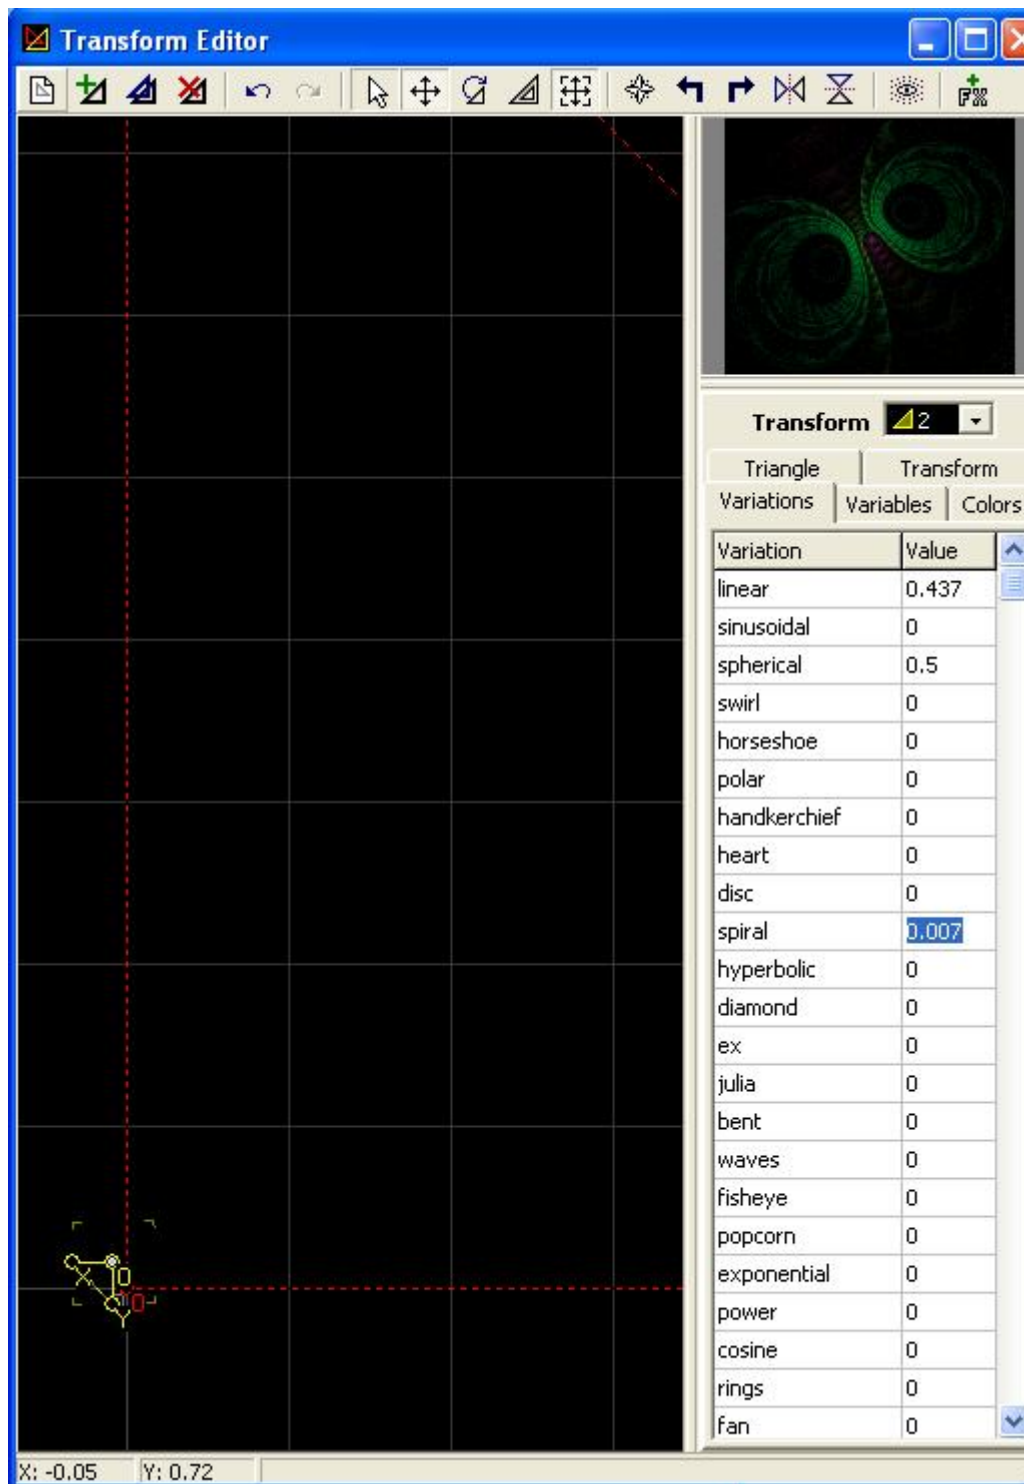 Transform Editor
FX
Transform 2
Triangle Transform
Variations Variables Colors
Variation Value
linear 0.437
sinusoidal 0
spherical 0.5
swirl 0
horseshoe 0
polar 0
handkerchief 0
heart 0
disc 0
spiral 0.007
hyperbolic 0
diamond 0
ex 0
julia 0
bent 0
waves 0
fisheye 0
popcorn 0
exponential 0
power 0
cosine 0
rings 0
fan 0
X O
O
Y
X: -0.05 Y: 0.72